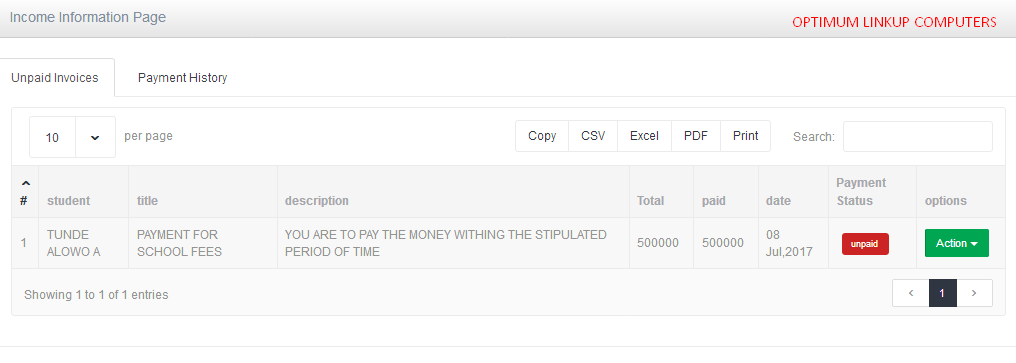 Income Information Page
OPTIMUM LINKUP COMPUTERS
Unpaid Invoices Payment History
10 per page Copy CSV Excel PDF Print Search:
# student title description Total paid date Payment Status options
1 TUNDE ALOWO A PAYMENT FOR SCHOOL FEES YOU ARE TO PAY THE MONEY WITHING THE STIPULATED PERIOD OF TIME 500000 500000 08 Jul,2017 unpaid Action
Showing 1 to 1 of 1 entries 1